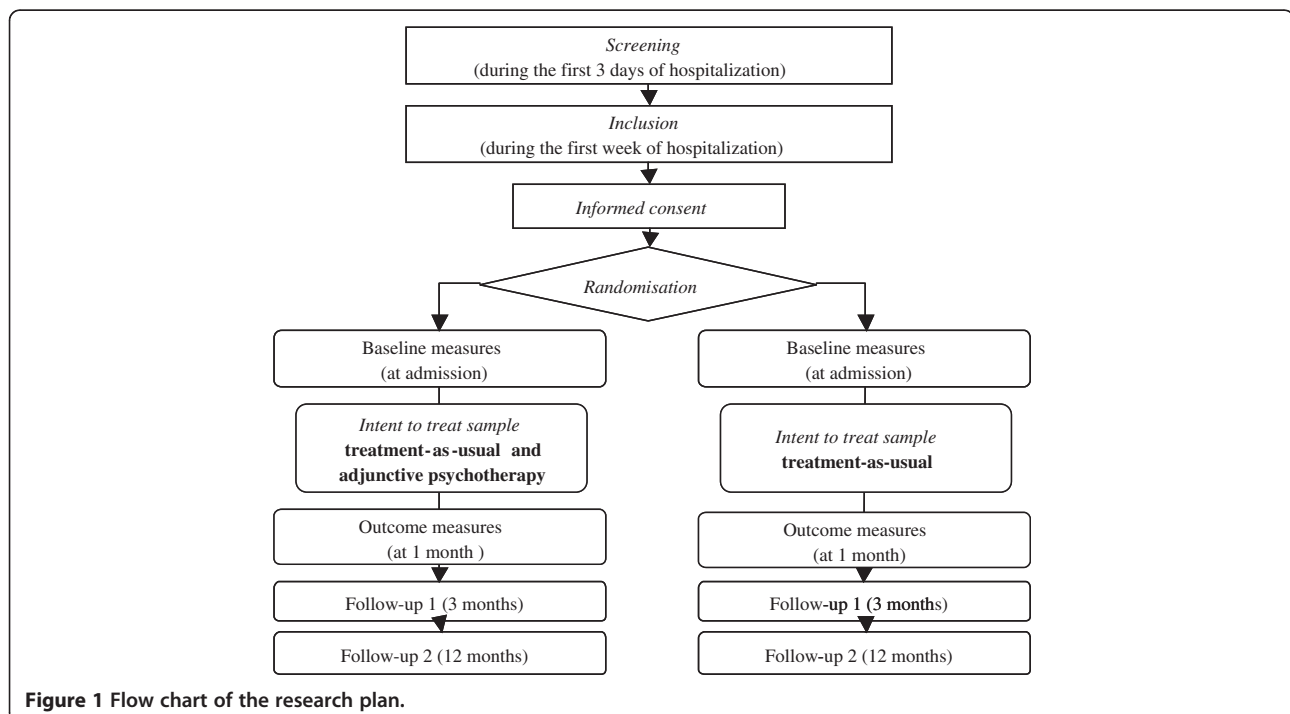 Screening
(during the first 3 days of hospitalization)
Inclusion
(during the first week of hospitalization)
Informed consent
Randomisation
Baseline measures
(at admission)
Intent to treat sample
treatment-as-usual and
adjunctive psychotherapy
Outcome measures
(at 1 month )
Follow-up 1 (3 months)
Follow-up 2 (12 months)
Baseline measures
(at admission)
Intent to treat sample
treatment-as-usual
Outcome measures
(at 1 month)
Follow-up 1 (3 months)
Follow-up 2 (12 months)
Figure 1 Flow chart of the research plan.